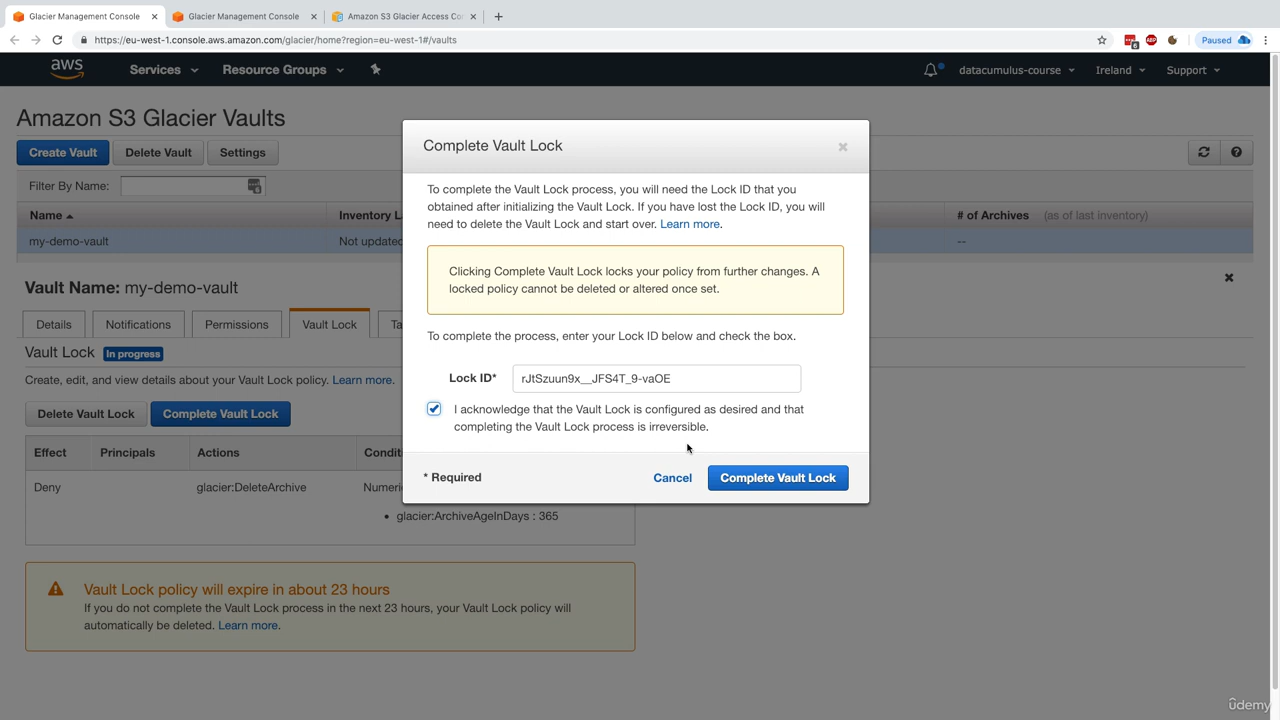 Glacier Management Console
Glacier Management Console
Amazon S3 Glacier Access Co
https://eu-west-1.console.aws.amazon.com/glacier/home?region=eu-west-1#/vaults
6
ABP
Paused
aws
Services
Resource Groups
datacumulus-course
Ireland
Support
Amazon S3 Glacier Vaults
Create Vault
Delete Vault
Settings
Filter By Name:
Name
Inventory L
# of Archives (as of last inventory)
my-demo-vault
Not updated
--
Vault Name: my-demo-vault
Details
Notifications
Permissions
Vault Lock
Ta
Vault Lock In progress
Create, edit, and view details about your Vault Lock policy. Learn more.
Delete Vault Lock
Complete Vault Lock
Effect
Principals
Actions
Condit
Deny
glacier:DeleteArchive
Numeric
• glacier:ArchiveAgeInDays : 365
Vault Lock policy will expire in about 23 hours
If you do not complete the Vault Lock process in the next 23 hours, your Vault Lock policy will
automatically be deleted. Learn more.
Complete Vault Lock
To complete the Vault Lock process, you will need the Lock ID that you
obtained after initializing the Vault Lock. If you have lost the Lock ID, you will
need to delete the Vault Lock and start over. Learn more.
Clicking Complete Vault Lock locks your policy from further changes. A
locked policy cannot be deleted or altered once set.
To complete the process, enter your Lock ID below and check the box.
Lock ID*
rJtSzuun9x__JFS4T_9-vaOE
I acknowledge that the Vault Lock is configured as desired and that
completing the Vault Lock process is irreversible.
* Required
Cancel
Complete Vault Lock
ûdemy